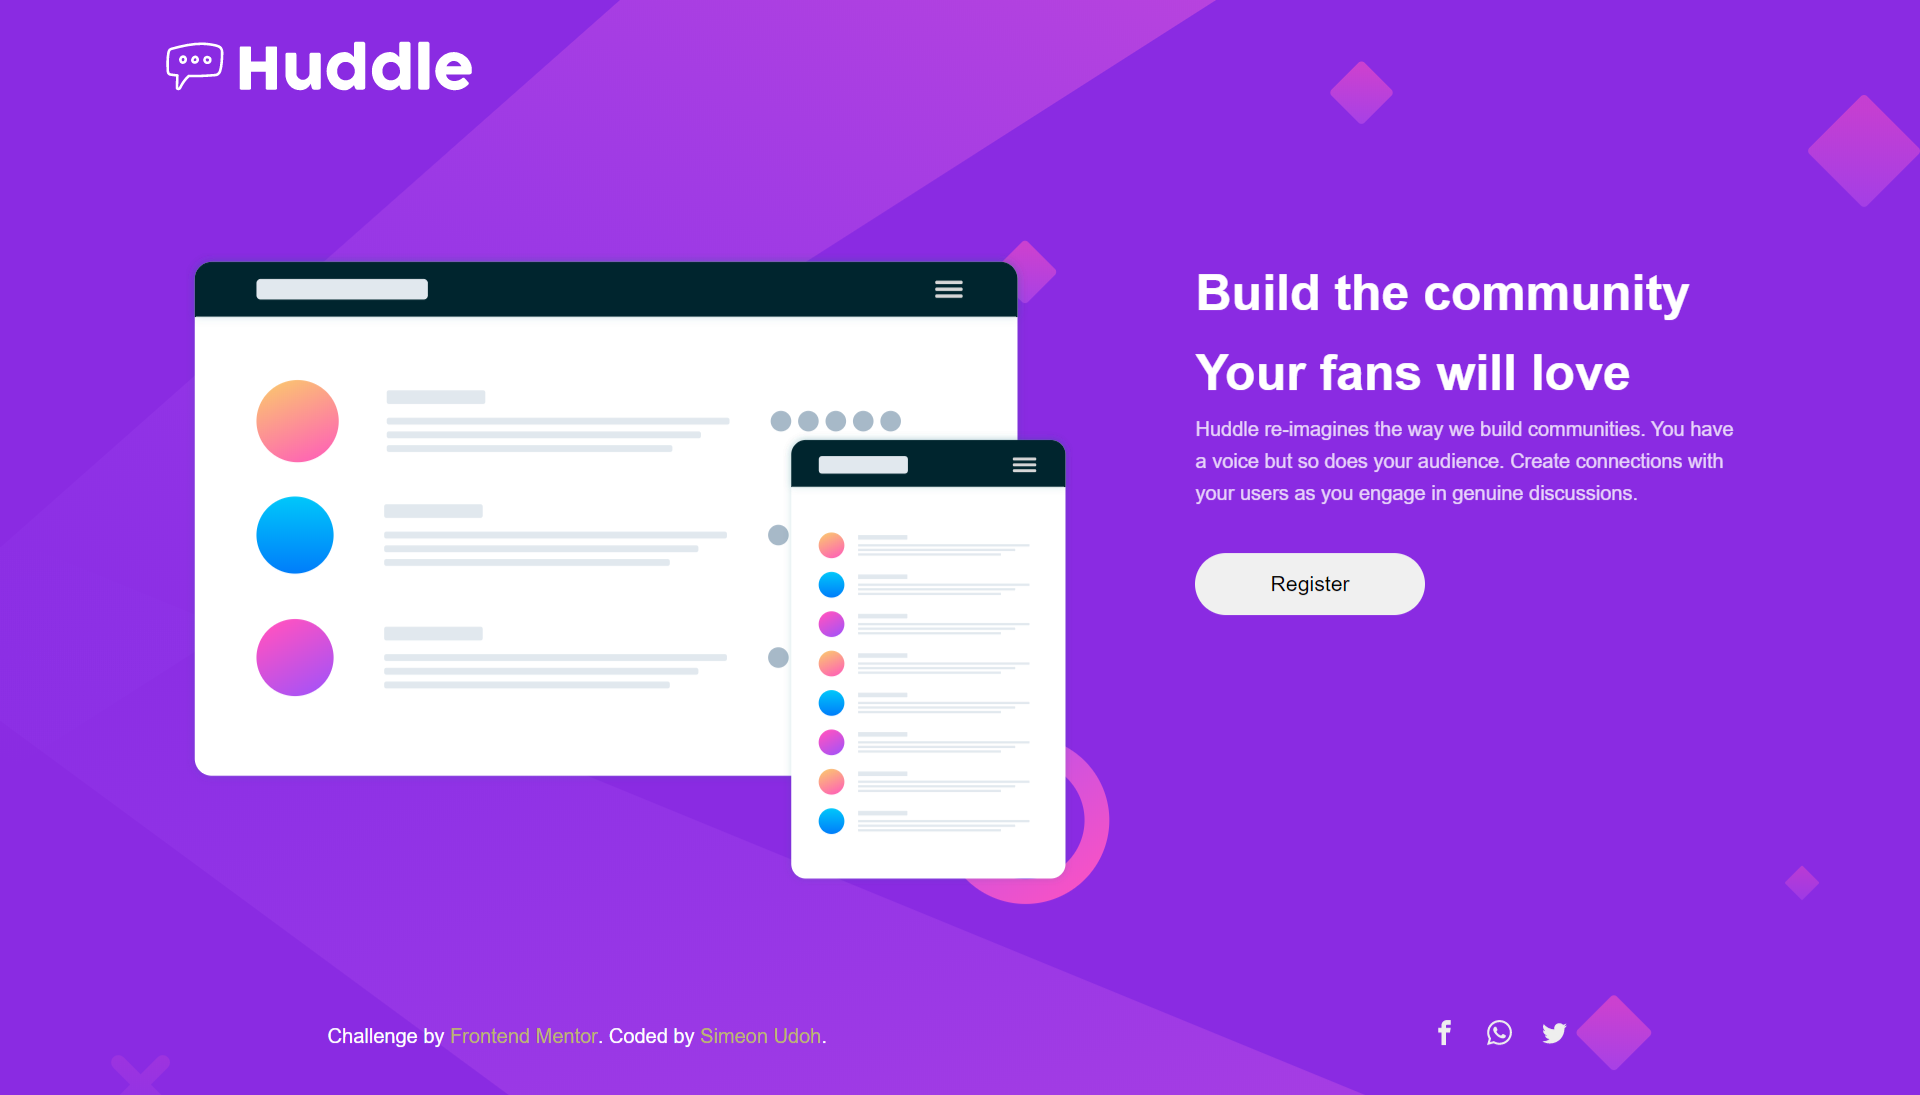 Huddle
Build the community
Your fans will love
Huddle re-imagines the way we build communities. You have
a voice but so does your audience. Create connections with
your users as you engage in genuine discussions.
Register
Challenge by Frontend Mentor. Coded by Simeon Udoh.